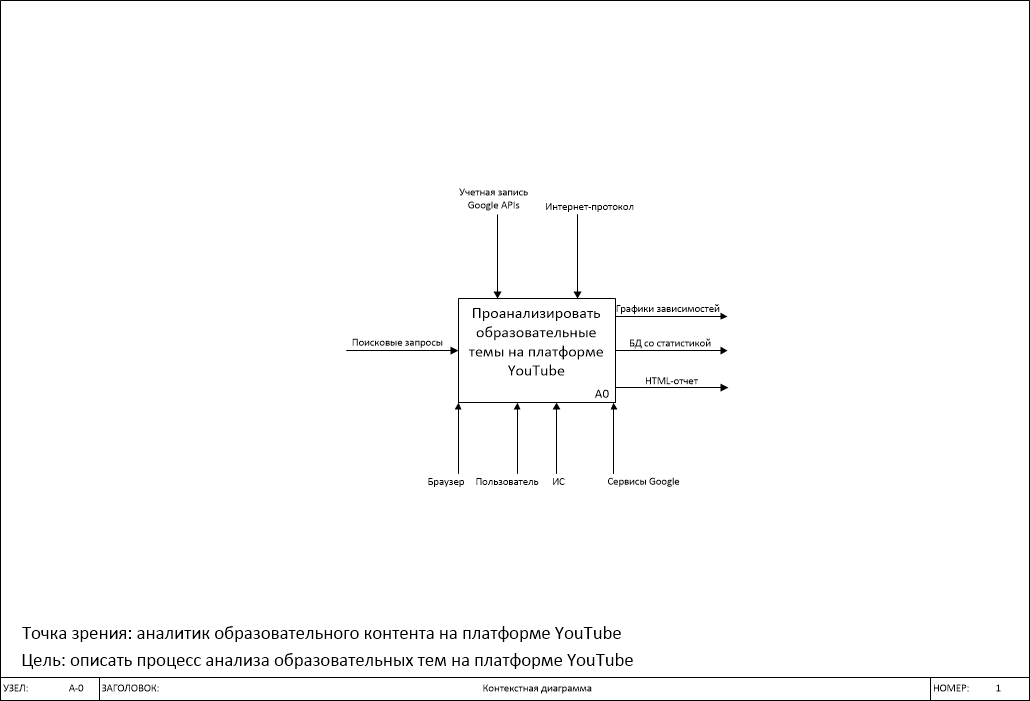 Учетная запись
Google APIs
Интернет-протокол
Проанализировать
образовательные
темы на платформе
YouTube
A0
Поисковые запросы
Графики зависимостей
БД со статистикой
HTML-отчет
Браузер
Пользователь
ИС
Сервисы Google
Точка зрения: аналитик образовательного контента на платформе YouTube
Цель: описать процесс анализа образовательных тем на платформе YouTube
УЗЕЛ: A-0 ЗАГОЛОВОК: Контекстная диаграмма НОМЕР: 1